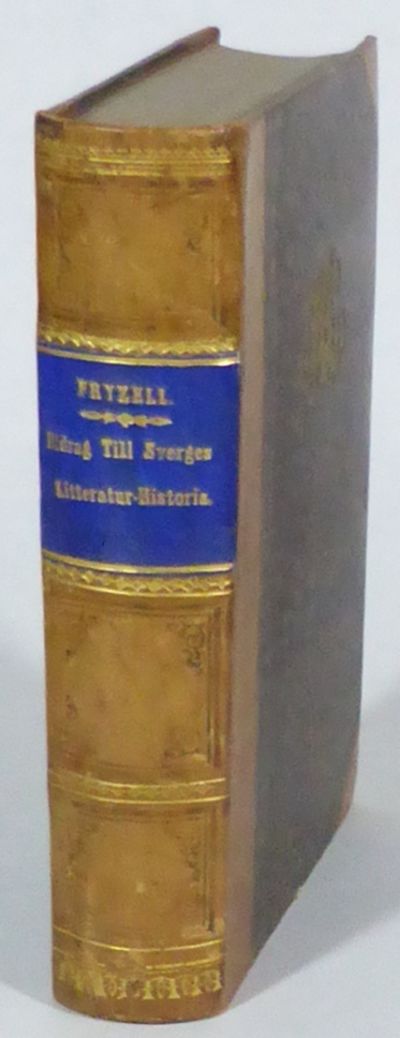 FRYXELL.
Bidrag Till Sverges
Litteratur-Historia.